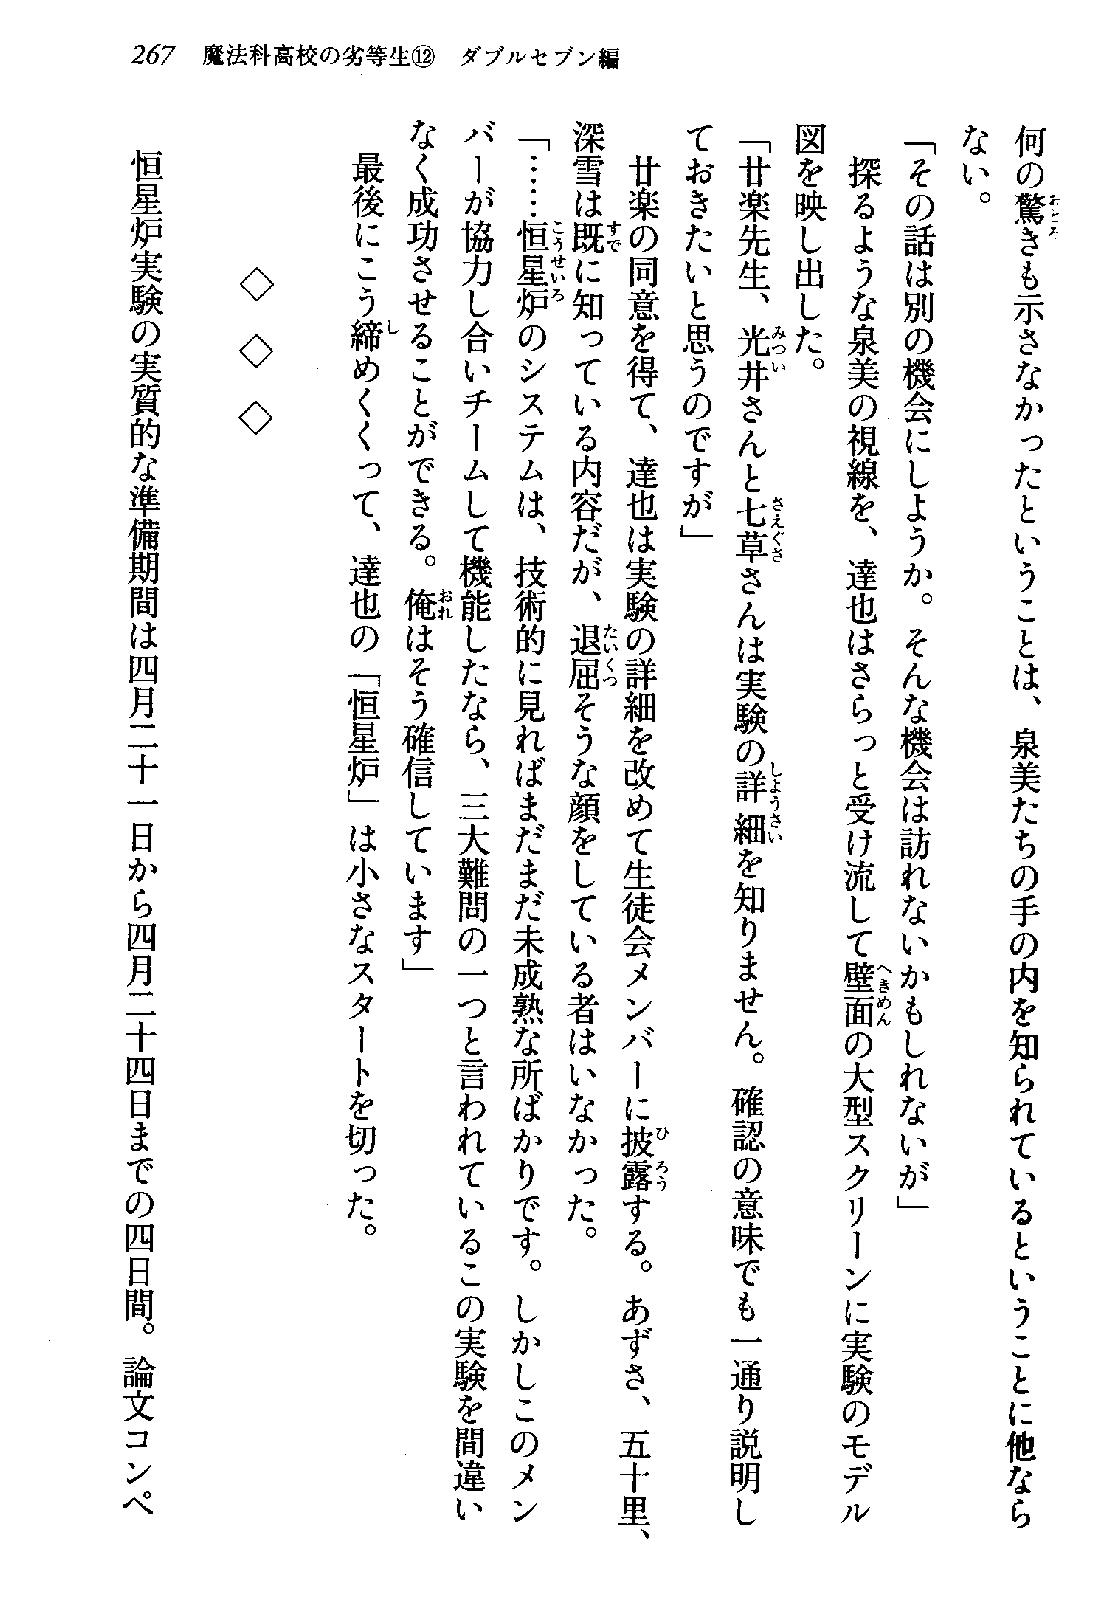 267 魔法科高校の劣等生⑫ ダブルセブン編
何の驚きも示さなかったということは、泉美たちの手の内を知られているということに他なら
ない。
「その話は別の機会にしようか。そんな機会は訪れないかもしれないが」
探るような泉美の視線を、達也はさらっと受け流して壁面の大型スクリーンに実験のモデル
図を映し出した。
「廿楽先生、光井さんと七草さんは実験の詳細を知りません。確認の意味でも一通り説明し
ておきたいと思うのですが」
廿楽の同意を得て、達也は実験の詳細を改めて生徒会メンバーに披露する。あずさ、五十里、
深雪は既に知っている内容だが、退屈そうな顔をしている者はいなかった。
「……恒星炉のシステムは、技術的に見ればまだまだ未成熟な所ばかりです。しかしこのメン
バーが協力し合いチームして機能したなら、三大難問の一つと言われているこの実験を間違い
なく成功させることができる。俺はそう確信しています」
最後にこう締めくくって、達也の「恒星炉」は小さなスタートを切った。
◇ ◇ ◇
恒星炉実験の実質的な準備期間は四月二十一日から四月二十四日までの四日間。論文コンペ